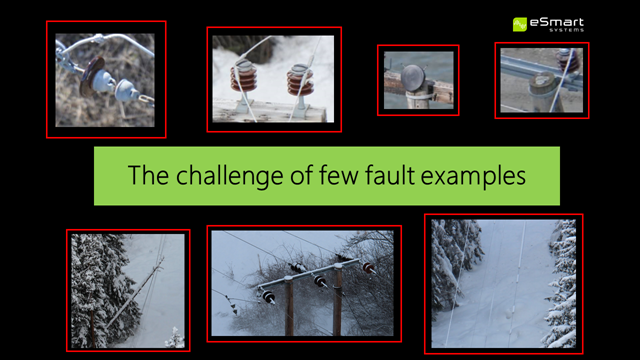 eSmart
SYSTEMS
The challenge of few fault examples